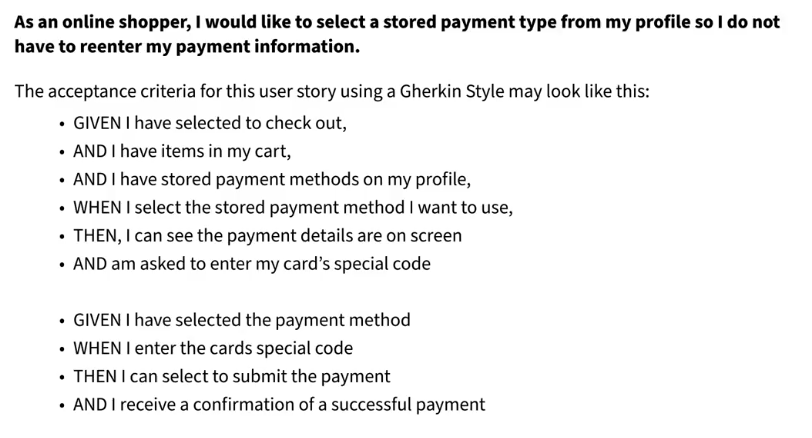 As an online shopper, I would like to select a stored payment type from my profile so I do not
have to reenter my payment information.
The acceptance criteria for this user story using a Gherkin Style may look like this:
• GIVEN I have selected to check out,
• AND I have items in my cart,
• AND I have stored payment methods on my profile,
• WHEN I select the stored payment method I want to use,
• THEN, I can see the payment details are on screen
• AND am asked to enter my card’s special code
• GIVEN I have selected the payment method
• WHEN I enter the cards special code
• THEN I can select to submit the payment
• AND I receive a confirmation of a successful payment